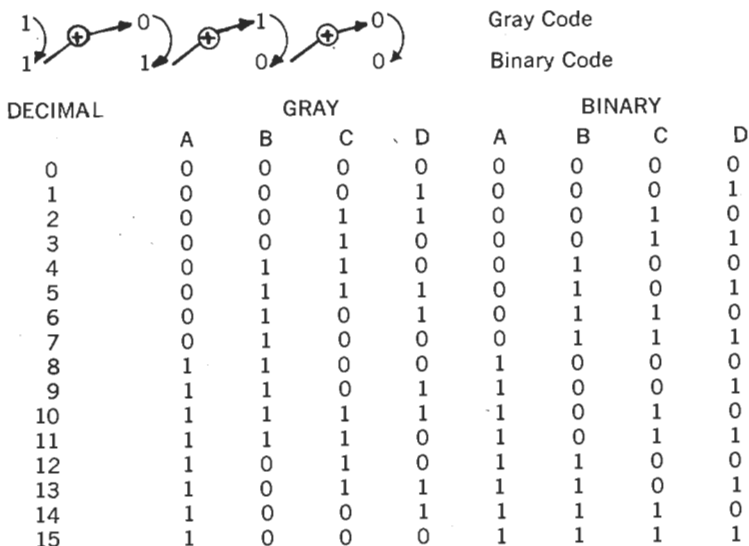 1 + 0 + 1 + 0 Gray Code
1 1 0 0 Binary Code
DECIMAL GRAY BINARY
A B C D A B C D
0 0 0 0 0 0 0 0 0
1 0 0 0 1 0 0 0 1
2 0 0 1 1 0 0 1 0
3 0 0 1 0 0 0 1 1
4 0 1 1 0 0 1 0 0
5 0 1 1 1 0 1 0 1
6 0 1 0 1 0 1 1 0
7 0 1 0 0 0 1 1 1
8 1 1 0 0 1 0 0 0
9 1 1 0 1 1 0 0 1
10 1 1 1 1 1 0 1 0
11 1 1 1 0 1 0 1 1
12 1 0 1 0 1 1 0 0
13 1 0 1 1 1 1 0 1
14 1 0 0 1 1 1 1 0
15 1 0 0 0 1 1 1 1